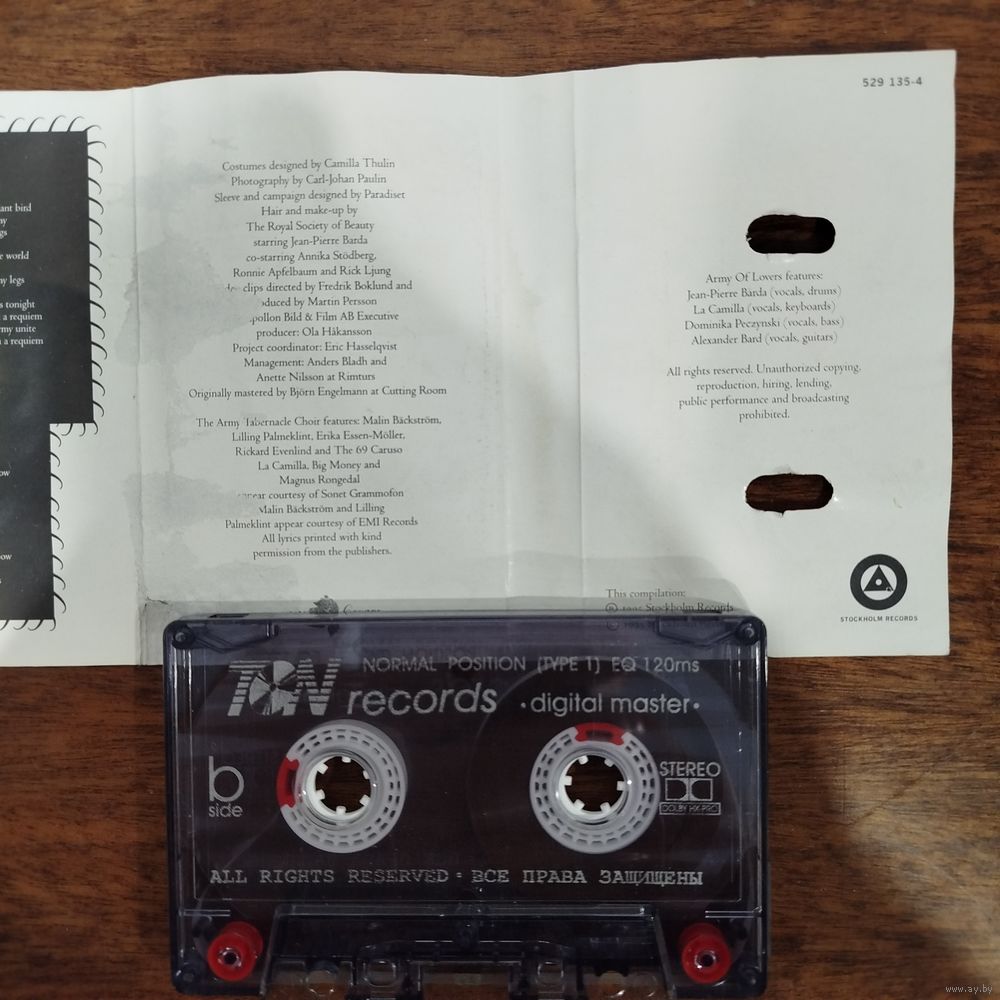 529 135-4
ant bird
gs
e world
ny legs
s tonight
a requiem
rmy unite
a requiem
ow
ow
Costumes designed by Camilla Thulin
Photography by Carl-Johan Paulin
Sleeve and campaign designed by Paradiset
Hair and make-up by
The Royal Society of Beauty
starring Jean-Pierre Barda
co-starring Annika Stödberg,
Ronnie Apfelbaum and Rick Ljung
clips directed by Fredrik Boklund and
oduced by Martin Persson
pollon Bild & Film AB Executive
producer: Ola Håkansson
Project coordinator: Eric Hasselqvist
Management: Anders Bladh and
Anette Nilsson at Rimturs
Originally mastered by Björn Engelmann at Cutting Room
The Army Tabernacle Choir features: Malin Bäckström,
Lilling Palmeklint, Erika Essen-Möller,
Rickard Evenlind and The 69 Caruso
La Camilla, Big Money and
Magnus Rongedal
appear courtesy of Sonet Grammofon
Malin Bäckström and Lilling
Palmeklint appear courtesy of EMI Records
All lyrics printed with kind
permission from the publishers.
Army Of Lovers features:
Jean-Pierre Barda (vocals, drums)
La Camilla (vocals, keyboards)
Dominika Peczynski (vocals, bass)
Alexander Bard (vocals, guitars)
All rights reserved. Unauthorized copying,
reproduction, hiring, lending,
public performance and broadcasting
prohibited.
This compilation:
℗ 1995 Stockholm Records
STOCKHOLM RECORDS
NORMAL POSITION (TYPE 1) EQ 120ms
TON records •digital master•
b
side
STEREO
DOLBY HX-PRO
ALL RIGHTS RESERVED · ВСЕ ПРАВА ЗАЩИЩЕНЫ
www.ay.by